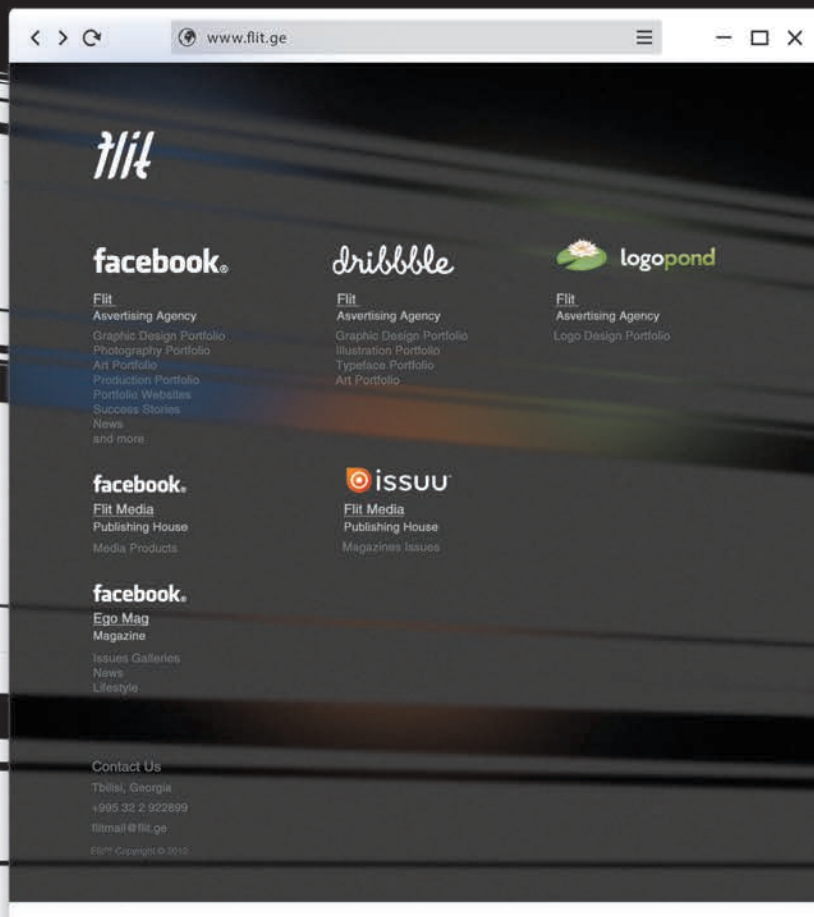 www.flit.ge
flit
facebook®
Flit
Asvertising Agency
Graphic Design Portfolio
Photography Portfolio
Art Portfolio
Production Portfolio
Portfolio Websites
Success Stories
News
and more
dribbble
Flit
Asvertising Agency
Graphic Design Portfolio
Illustration Portfolio
Typeface Portfolio
Art Portfolio
logopond
Flit
Asvertising Agency
Logo Design Portfolio
facebook®
Flit Media
Publishing House
Media Products
issuu
Flit Media
Publishing House
Magazines Issues
facebook®
Ego Mag
Magazine
Issues Galleries
News
Lifestyle
Contact Us
Tbilisi, Georgia
+995 32 2 922899
flitmail@flit.ge
Flit™ Copyright © 2012